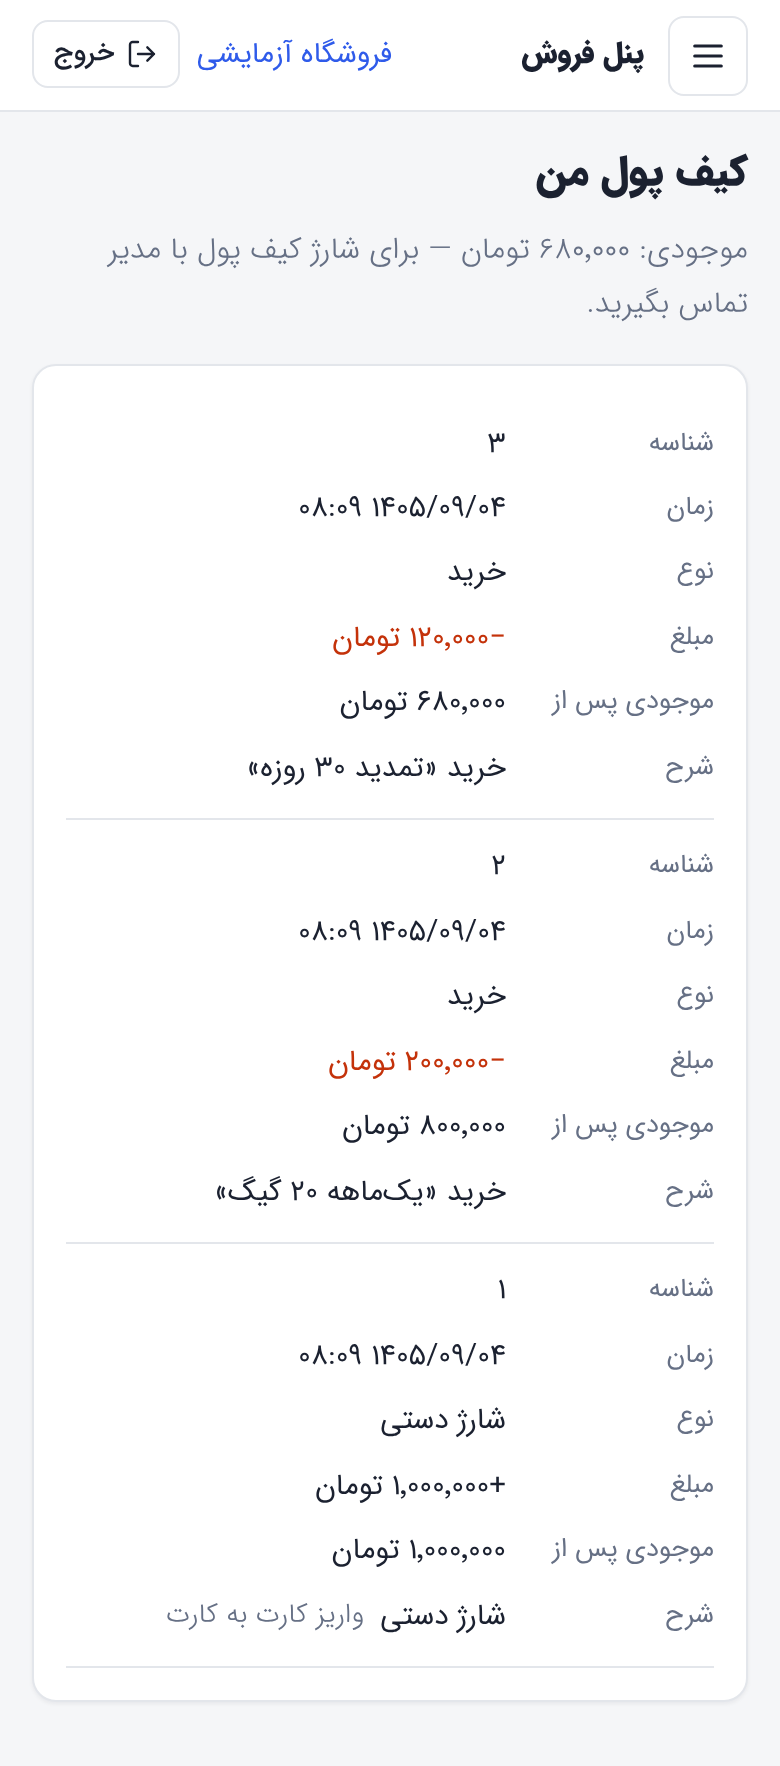 پنل فروش
فروشگاه آزمایشی
خروج
کیف پول من
موجودی: ۶۸۰,۰۰۰ تومان — برای شارژ کیف پول با مدیر
تماس بگیرید.
شناسه ۳
زمان ۱۴۰۵/۰۹/۰۴ ۰۸:۰۹
نوع خرید
مبلغ −۱۲۰,۰۰۰ تومان
موجودی پس از ۶۸۰,۰۰۰ تومان
شرح خرید «تمدید ۳۰ روزه»
شناسه ۲
زمان ۱۴۰۵/۰۹/۰۴ ۰۸:۰۹
نوع خرید
مبلغ −۲۰۰,۰۰۰ تومان
موجودی پس از ۸۰۰,۰۰۰ تومان
شرح خرید «یک‌ماهه ۲۰ گیگ»
شناسه ۱
زمان ۱۴۰۵/۰۹/۰۴ ۰۸:۰۹
نوع شارژ دستی
مبلغ +۱,۰۰۰,۰۰۰ تومان
موجودی پس از ۱,۰۰۰,۰۰۰ تومان
شرح شارژ دستی واریز کارت به کارت